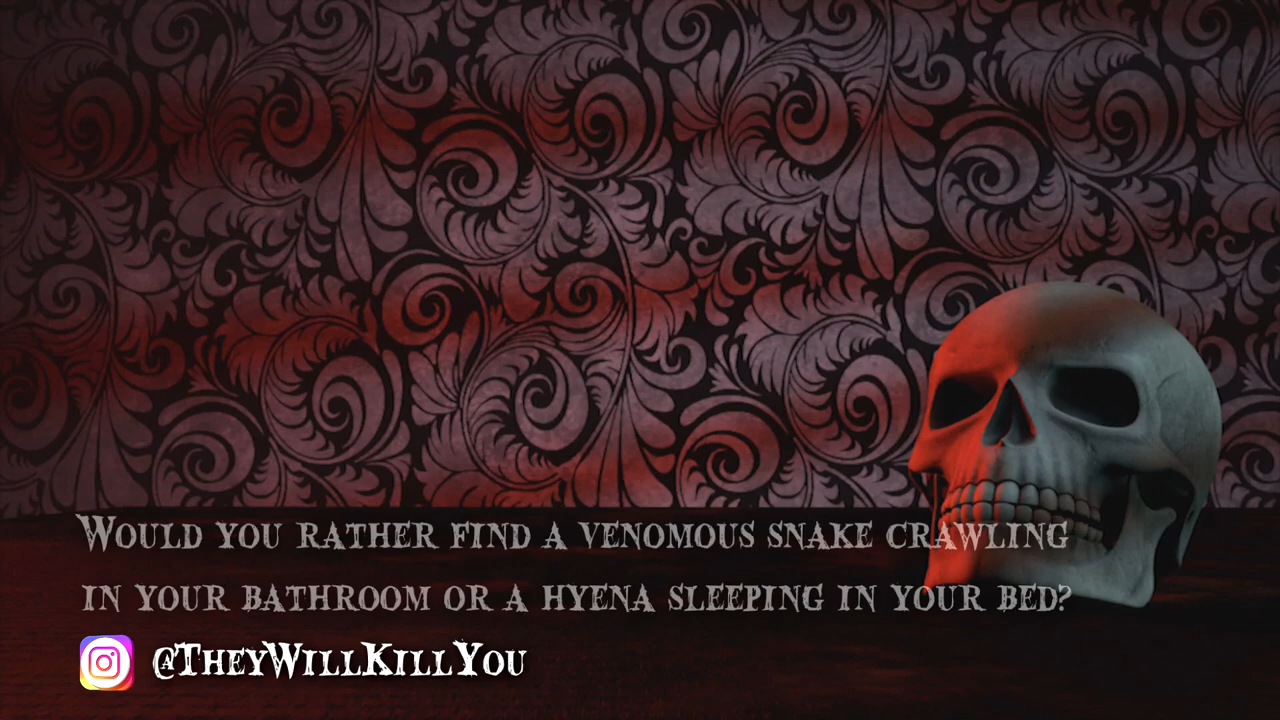 Would you rather find a venomous snake crawling
in your bathroom or a hyena sleeping in your bed?
@TheyWillKillYou